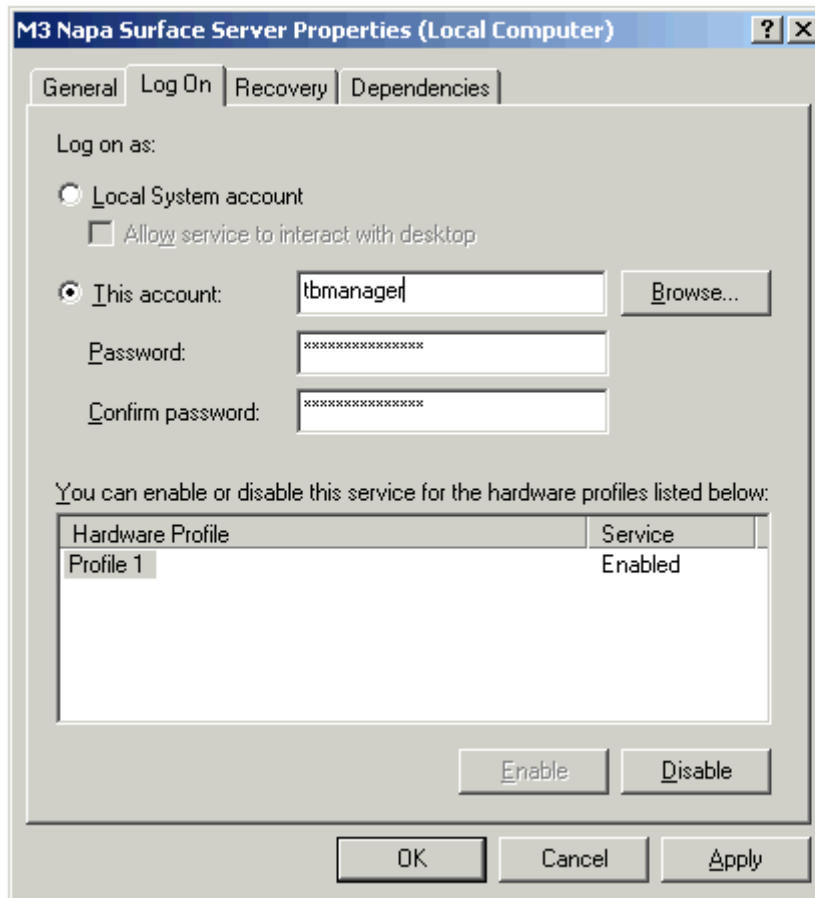 M3 Napa Surface Server Properties (Local Computer)
General Log On Recovery Dependencies
Log on as:
Local System account
Allow service to interact with desktop
This account: tbmanager Browse...
Password: ***************
Confirm password: ***************
You can enable or disable this service for the hardware profiles listed below:
Hardware Profile Service
Profile 1 Enabled
Enable Disable
OK Cancel Apply